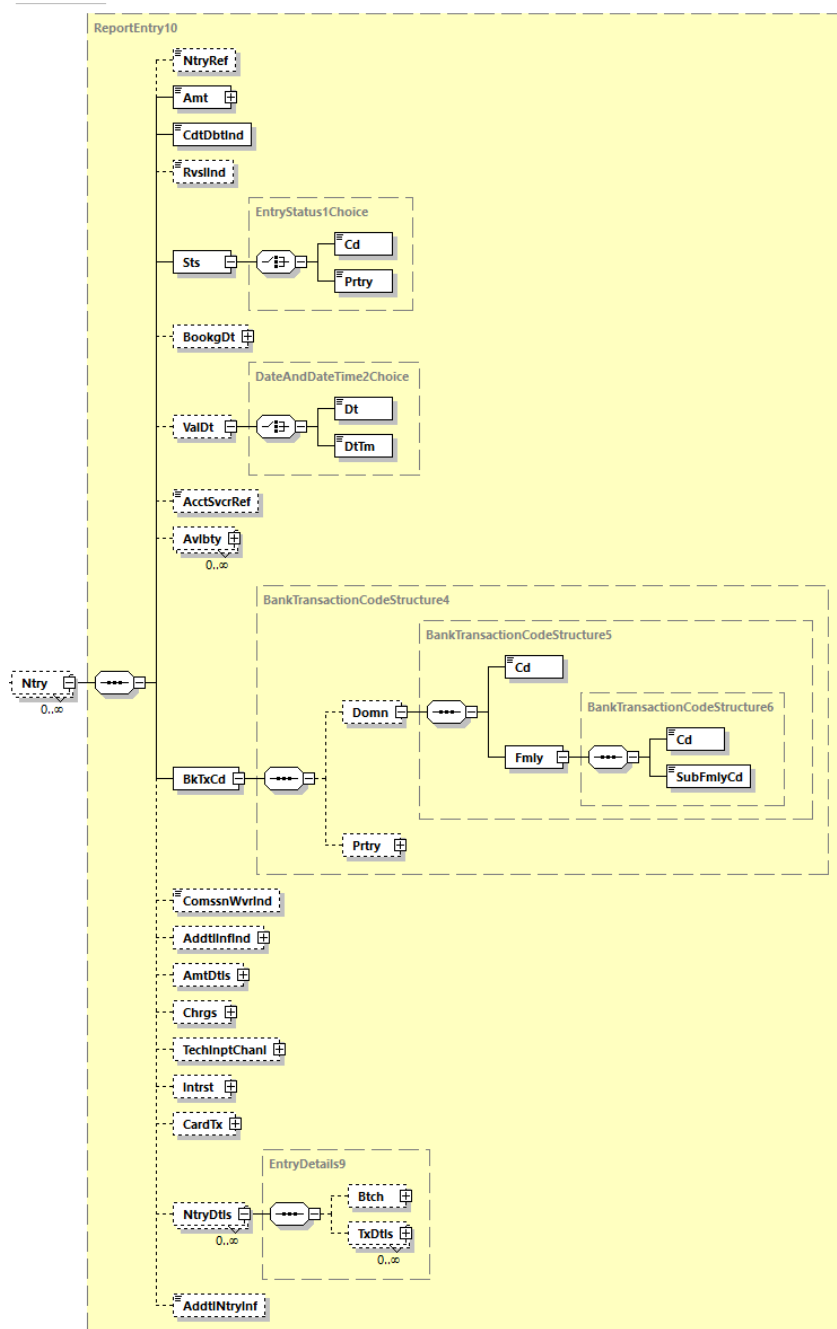 ReportEntry10
NtryRef
Amt
CdtDbtInd
RvslInd
EntryStatus1Choice
Cd
Sts
Prtry
BookgDt
DateAndDateTime2Choice
Dt
ValDt
DtTm
AcctSvcrRef
Avlbty
0..∞
BankTransactionCodeStructure4
BankTransactionCodeStructure5
Cd
Ntry
0..∞
Domn
BankTransactionCodeStructure6
Cd
Fmly
SubFmlyCd
BkTxCd
Prtry
ComssnWvrInd
AddtlInfInd
AmtDtls
Chrgs
TechInptChanl
Intrst
CardTx
EntryDetails9
Btch
NtryDtls
0..∞
TxDtls
0..∞
AddtlNtryInf